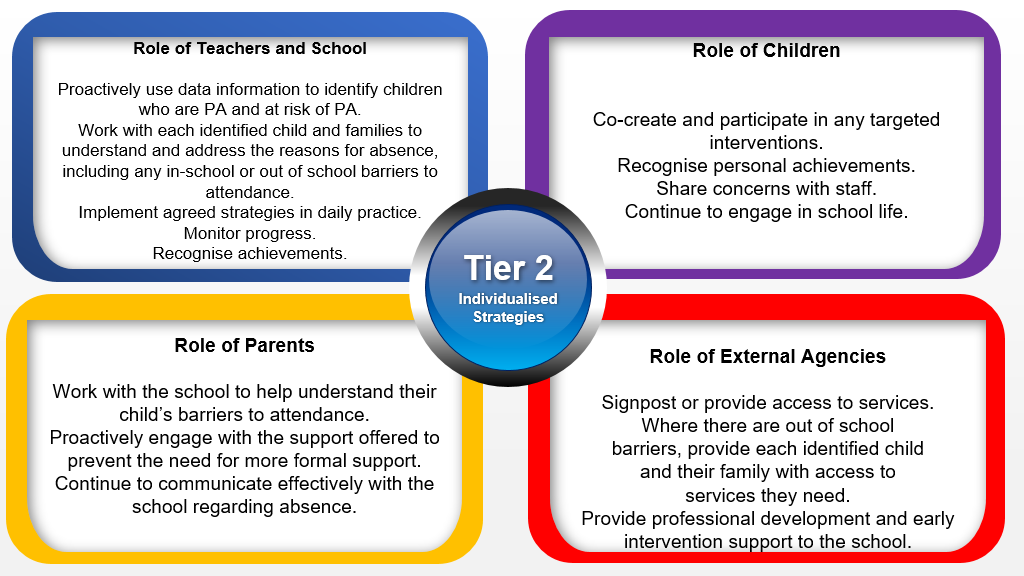 Role of Teachers and School
Proactively use data information to identify children
who are PA and at risk of PA.
Work with each identified child and families to
understand and address the reasons for absence,
including any in-school or out of school barriers to
attendance.
Implement agreed strategies in daily practice.
Monitor progress.
Recognise achievements.
Role of Children
Co-create and participate in any targeted
interventions.
Recognise personal achievements.
Share concerns with staff.
Continue to engage in school life.
Tier 2
Individualised
Strategies
Role of Parents
Work with the school to help understand their
child’s barriers to attendance.
Proactively engage with the support offered to
prevent the need for more formal support.
Continue to communicate effectively with the
school regarding absence.
Role of External Agencies
Signpost or provide access to services.
Where there are out of school
barriers, provide each identified child
and their family with access to
services they need.
Provide professional development and early
intervention support to the school.